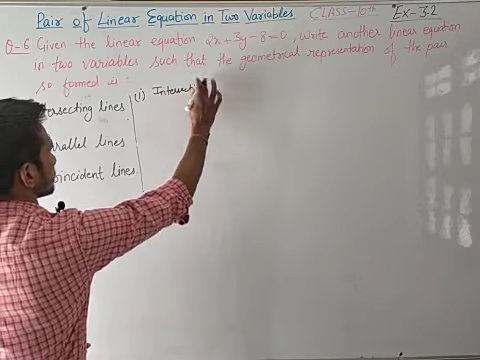 Pair of Linear Equation in Two Variables CLASS-10th Ex-3.2
Q-6 Given the linear equation 2x+3y-8=0, write another linear equation
in two variables such that the geometrical representation of the pair
so formed is
ersecting lines
(i) Intersect
rallel lines
oincident lines.